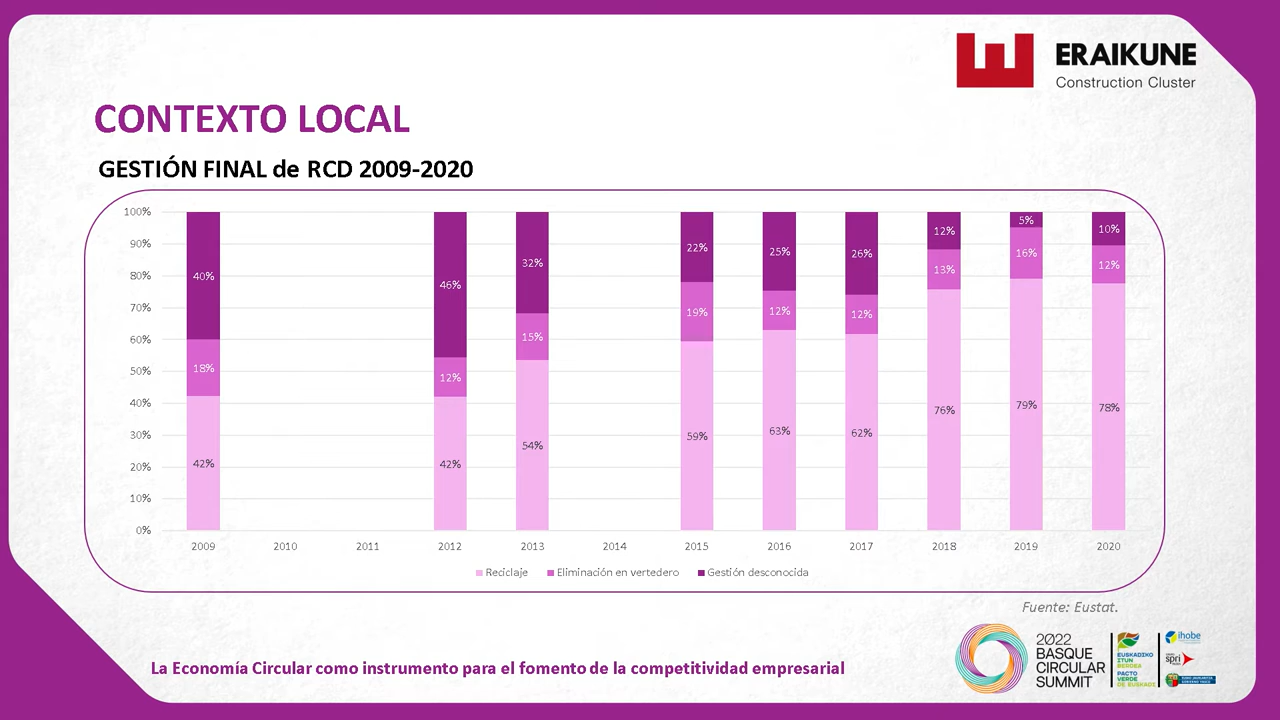 ERAIKUNE
Construction Cluster
CONTEXTO LOCAL
GESTIÓN FINAL de RCD 2009-2020
100%
90%
80%
70%
60%
50%
40%
30%
20%
10%
0%
40%
18%
42%
46%
12%
42%
32%
15%
54%
22%
19%
59%
25%
12%
63%
26%
12%
62%
12%
13%
76%
5%
16%
79%
10%
12%
78%
2009 2010 2011 2012 2013 2014 2015 2016 2017 2018 2019 2020
Reciclaje Eliminación en vertedero Gestión desconocida
Fuente: Eustat.
La Economía Circular como instrumento para el fomento de la competitividad empresarial
2022
BASQUE
CIRCULAR
SUMMIT
EUSKADIKO
ITUN
BERDEA
PACTO
VERDE
DE EUSKADI
ihobe
spri